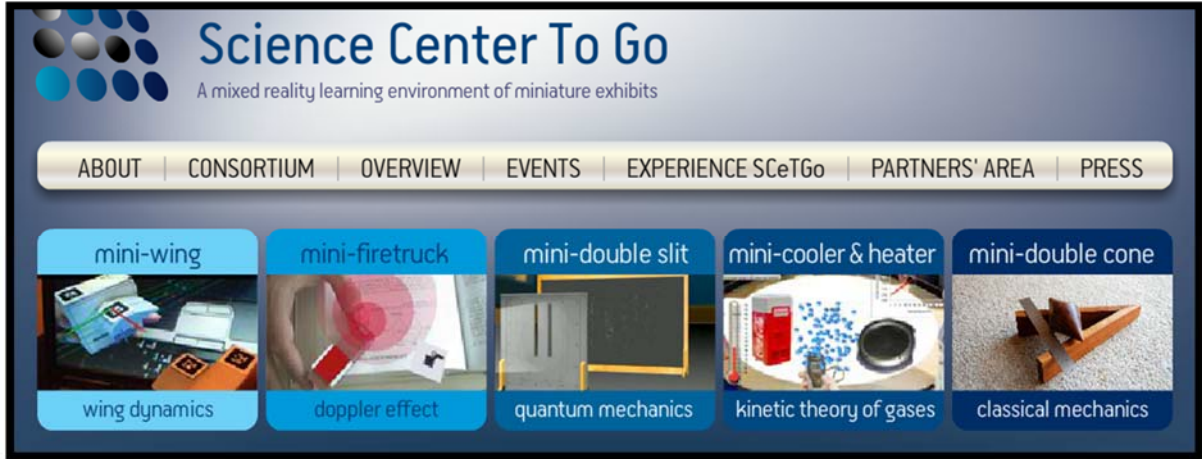 Science Center To Go
A mixed reality learning environment of miniature exhibits
ABOUT | CONSORTIUM | OVERVIEW | EVENTS | EXPERIENCE SCeTGo | PARTNERS' AREA | PRESS
mini-wing
wing dynamics
mini-firetruck
doppler effect
mini-double slit
quantum mechanics
mini-cooler & heater
kinetic theory of gases
mini-double cone
classical mechanics